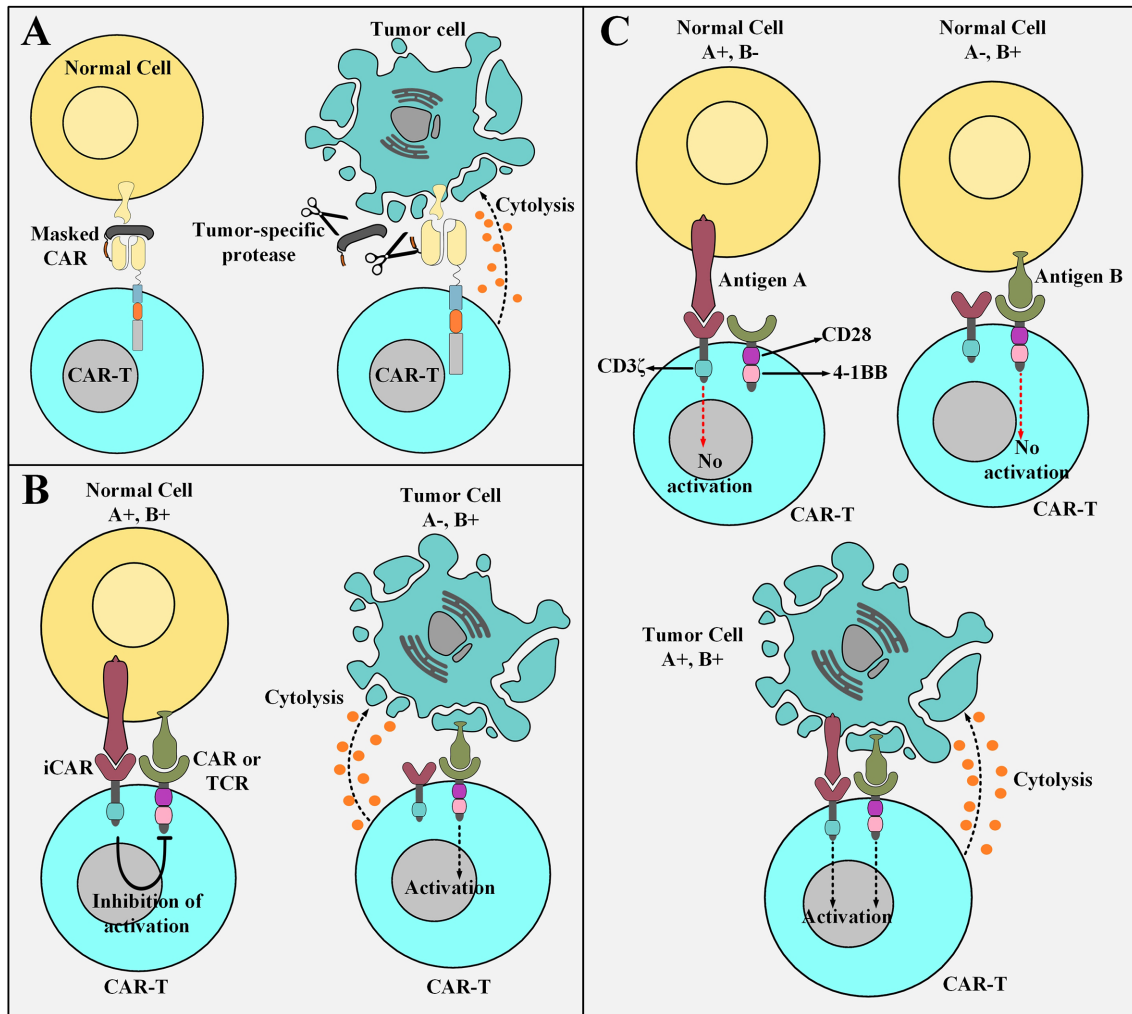 A
Normal Cell
Masked
CAR
CAR-T
Tumor cell
Cytolysis
Tumor-specific
protease
CAR-T
B
Normal Cell
A+, B+
iCAR
CAR or
TCR
Inhibition of
activation
CAR-T
Tumor Cell
A-, B+
Cytolysis
Activation
CAR-T
C
Normal Cell
A+, B-
Antigen A
CD28
CD3ζ
4-1BB
No
activation
CAR-T
Normal Cell
A-, B+
Antigen B
No
activation
CAR-T
Tumor Cell
A+, B+
Cytolysis
Activation
CAR-T